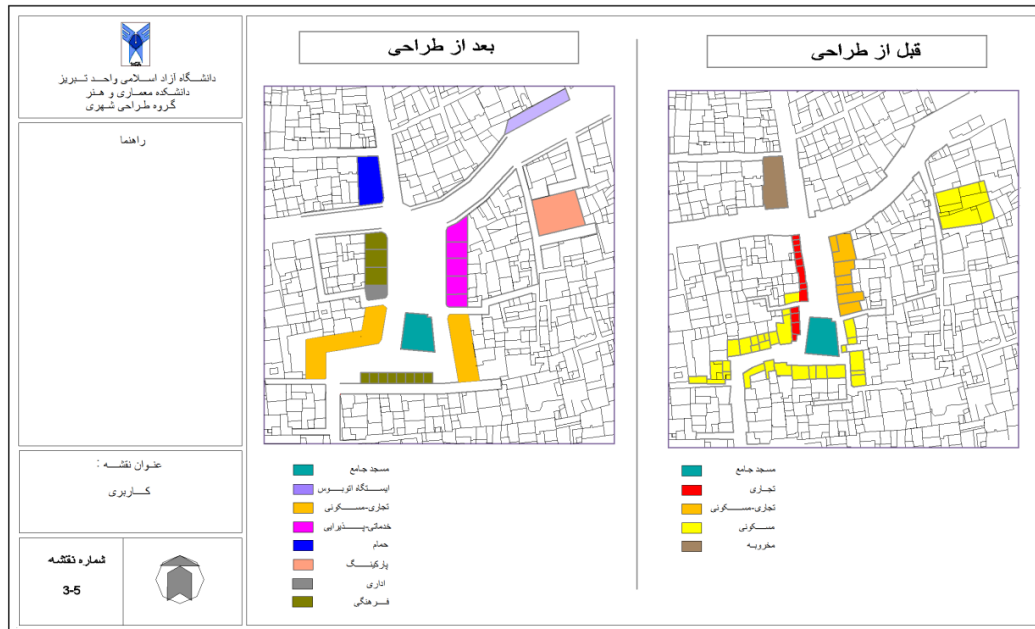 قبل از طراحی
مسجد جامع
تجاری
تجاری-مسکونی
مسکونی
مخروبه
بعد از طراحی
مسجد جامع
ایستگاه اتوبوس
تجاری-مسکونی
خدماتی-پذیرایی
حمام
پارکینگ
اداری
فرهنگی
دانشگاه آزاد اسلامی واحد تبریز
دانشکده معماری و هنر
گروه طراحی شهری
راهنما
عنوان نقشه :
کاربری
شماره نقشه:
3-5